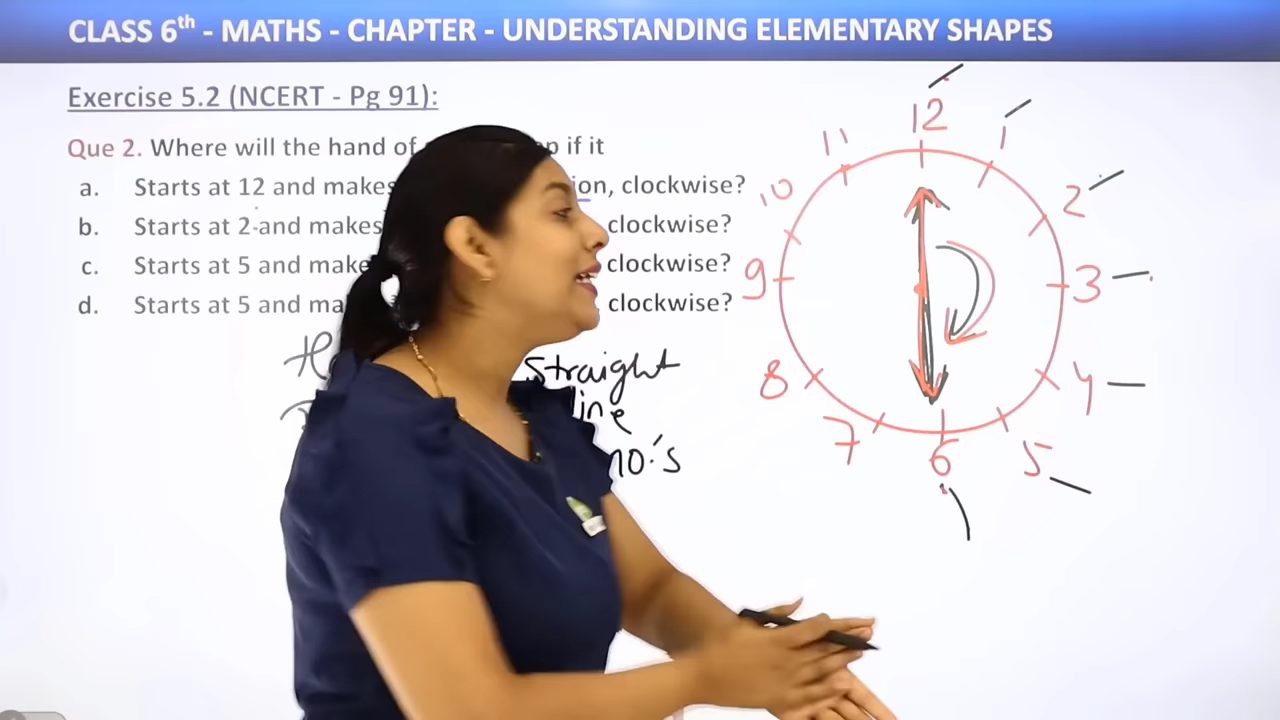 CLASS 6th - MATHS - CHAPTER - UNDERSTANDING ELEMENTARY SHAPES
Exercise 5.2 (NCERT - Pg 91):
Que 2. Where will the hand of if it
a. Starts at 12 and makes clockwise?
b. Starts at 2 and makes clockwise?
c. Starts at 5 and make clockwise?
d. Starts at 5 and ma clockwise?
Straight
line
no.'s
12
1
2
3
4
5
6
7
8
9
10
11